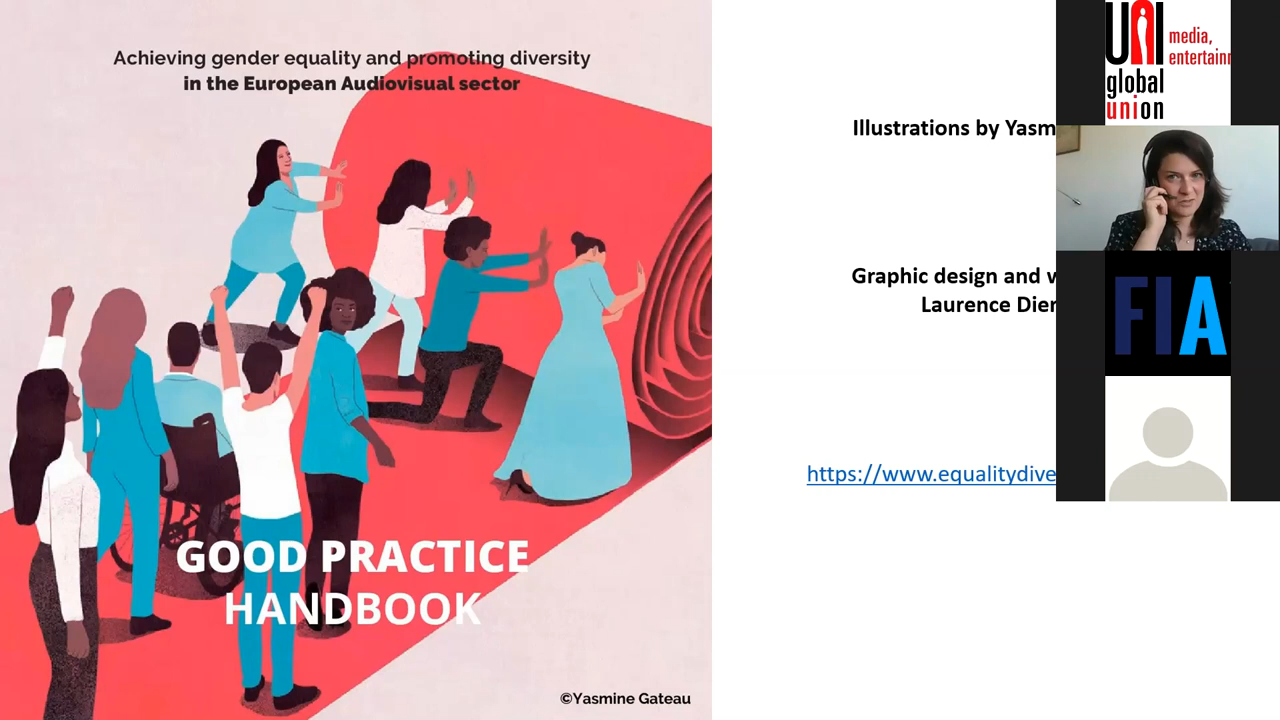 Achieving gender equality and promoting diversity
in the European Audiovisual sector
GOOD PRACTICE
HANDBOOK
©Yasmine Gateau
Illustrations by Yasm
Graphic design and
Laurence Dier
https://www.equalitydive
UNI
media,
entertain
global
union
FIA